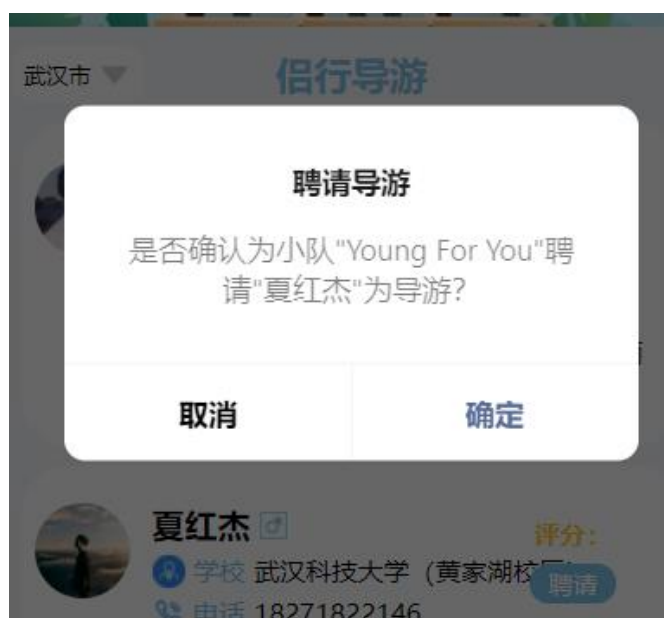 武汉市
侣行导游
聘请导游
是否确认为小队"Young For You"聘
请"夏红杰"为导游?
取消
确定
夏红杰
评分:
学校 武汉科技大学（黄家湖校
聘请
电话 18271822146